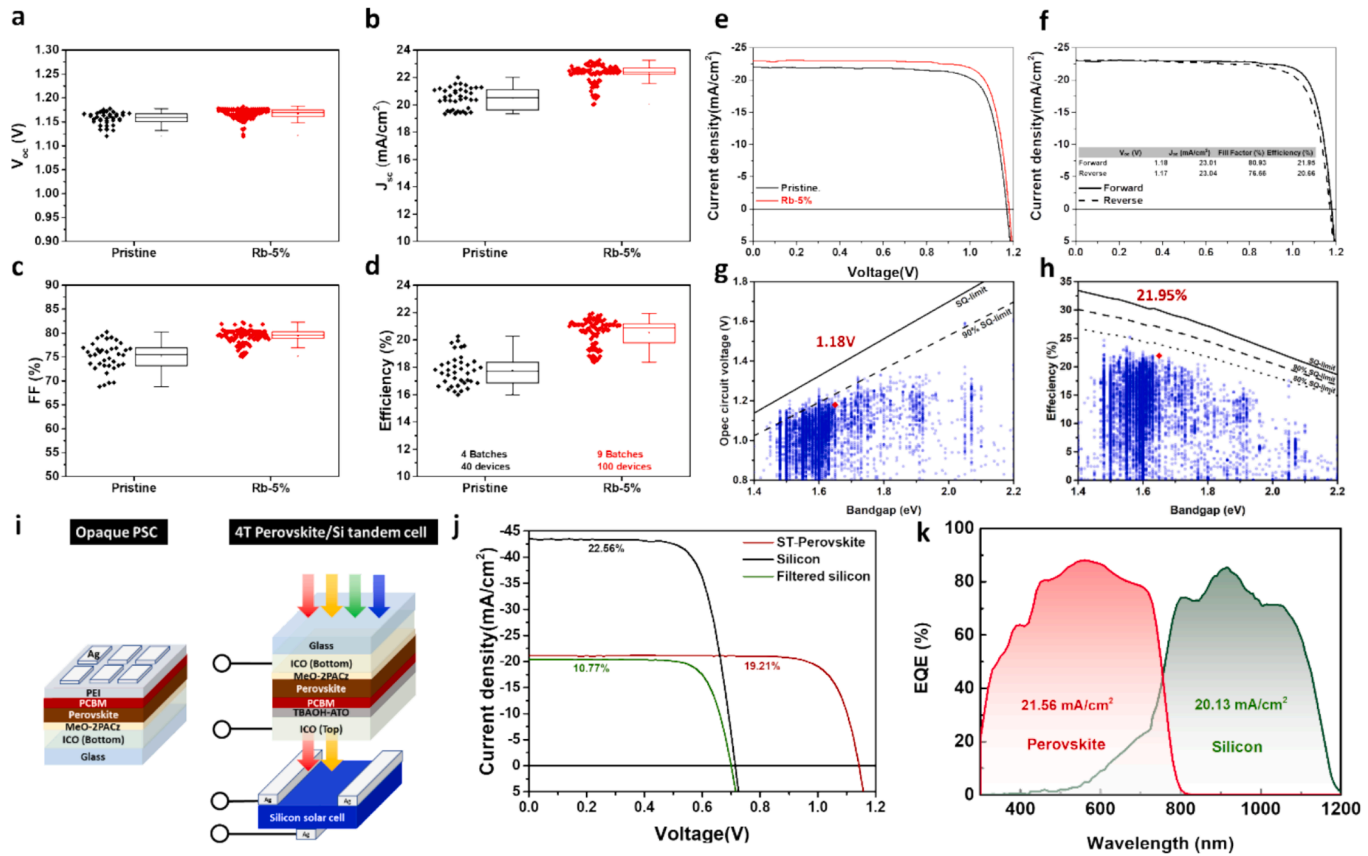 a
1.30
1.25
1.20
1.15
1.10
1.05
1.00
0.95
0.90
Voc (V)
Pristine
Rb-5%
b
24
22
20
18
16
14
12
10
Jsc (mA/cm2)
Pristine
Rb-5%
c
90
85
80
75
70
65
60
55
50
FF (%)
Pristine
Rb-5%
d
24
22
20
18
16
14
12
10
Efficiency (%)
4 Batches
40 devices
9 Batches
100 devices
Pristine
Rb-5%
e
-25
-20
-15
-10
-5
0
5
Current density(mA/cm2)
Pristine.
Rb-5%
0.0 0.2 0.4 0.6 0.8 1.0 1.2
Voltage(V)
f
-25
-20
-15
-10
-5
0
5
Current density(mA/cm2)
Voc (V) Jsc (mA/cm2) Fill Factor (%) Efficiency (%)
Forward 1.18 23.01 80.93 21.95
Reverse 1.17 23.04 76.66 20.66
Forward
Reverse
0.0 0.2 0.4 0.6 0.8 1.0 1.2
g
1.8
1.6
1.4
1.2
1.0
0.8
Opec circuit voltage (V)
1.18V
SQ-limit
90% SQ-limit
1.4 1.6 1.8 2.0 2.2
Bandgap (eV)
h
35
30
25
20
15
10
5
0
Effeciency (%)
21.95%
SQ-limit
90% SQ-limit
80% SQ-limit
1.4 1.6 1.8 2.0 2.2
Bandgap (eV)
i
Opaque PSC
Ag
PEI
PCBM
Perovskite
MeO-2PACz
ICO (Bottom)
Glass
4T Perovskite/Si tandem cell
Glass
ICO (Bottom)
MeO-2PACz
Perovskite
PCBM
TBAOH-ATO
ICO (Top)
Ag
Ag
Silicon solar cell
Ag
j
-45
-40
-35
-30
-25
-20
-15
-10
-5
0
5
Current density(mA/cm2)
22.56%
10.77%
19.21%
ST-Perovskite
Silicon
Filtered silicon
0.0 0.2 0.4 0.6 0.8 1.0 1.2
Voltage(V)
k
100
80
60
40
20
0
EQE (%)
21.56 mA/cm2
Perovskite
20.13 mA/cm2
Silicon
400 600 800 1000 1200
Wavelength (nm)